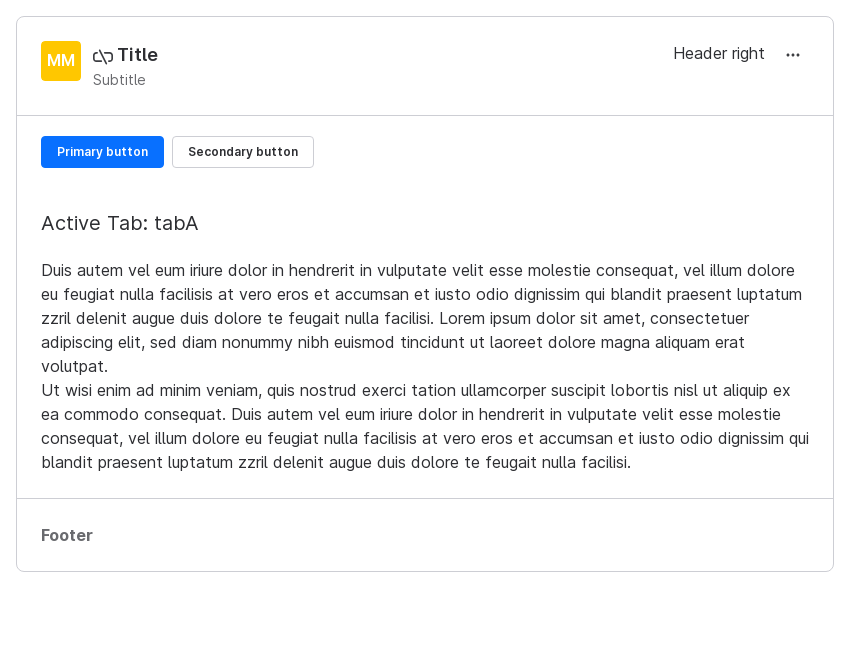 MM
Title
Header right
Subtitle
Primary button
Secondary button
Active Tab: tabA
Duis autem vel eum iriure dolor in hendrerit in vulputate velit esse molestie consequat, vel illum dolore
eu feugiat nulla facilisis at vero eros et accumsan et iusto odio dignissim qui blandit praesent luptatum
zzril delenit augue duis dolore te feugait nulla facilisi. Lorem ipsum dolor sit amet, consectetuer
adipiscing elit, sed diam nonummy nibh euismod tincidunt ut laoreet dolore magna aliquam erat
volutpat.
Ut wisi enim ad minim veniam, quis nostrud exerci tation ullamcorper suscipit lobortis nisl ut aliquip ex
ea commodo consequat. Duis autem vel eum iriure dolor in hendrerit in vulputate velit esse molestie
consequat, vel illum dolore eu feugiat nulla facilisis at vero eros et accumsan et iusto odio dignissim qui
blandit praesent luptatum zzril delenit augue duis dolore te feugait nulla facilisi.
Footer